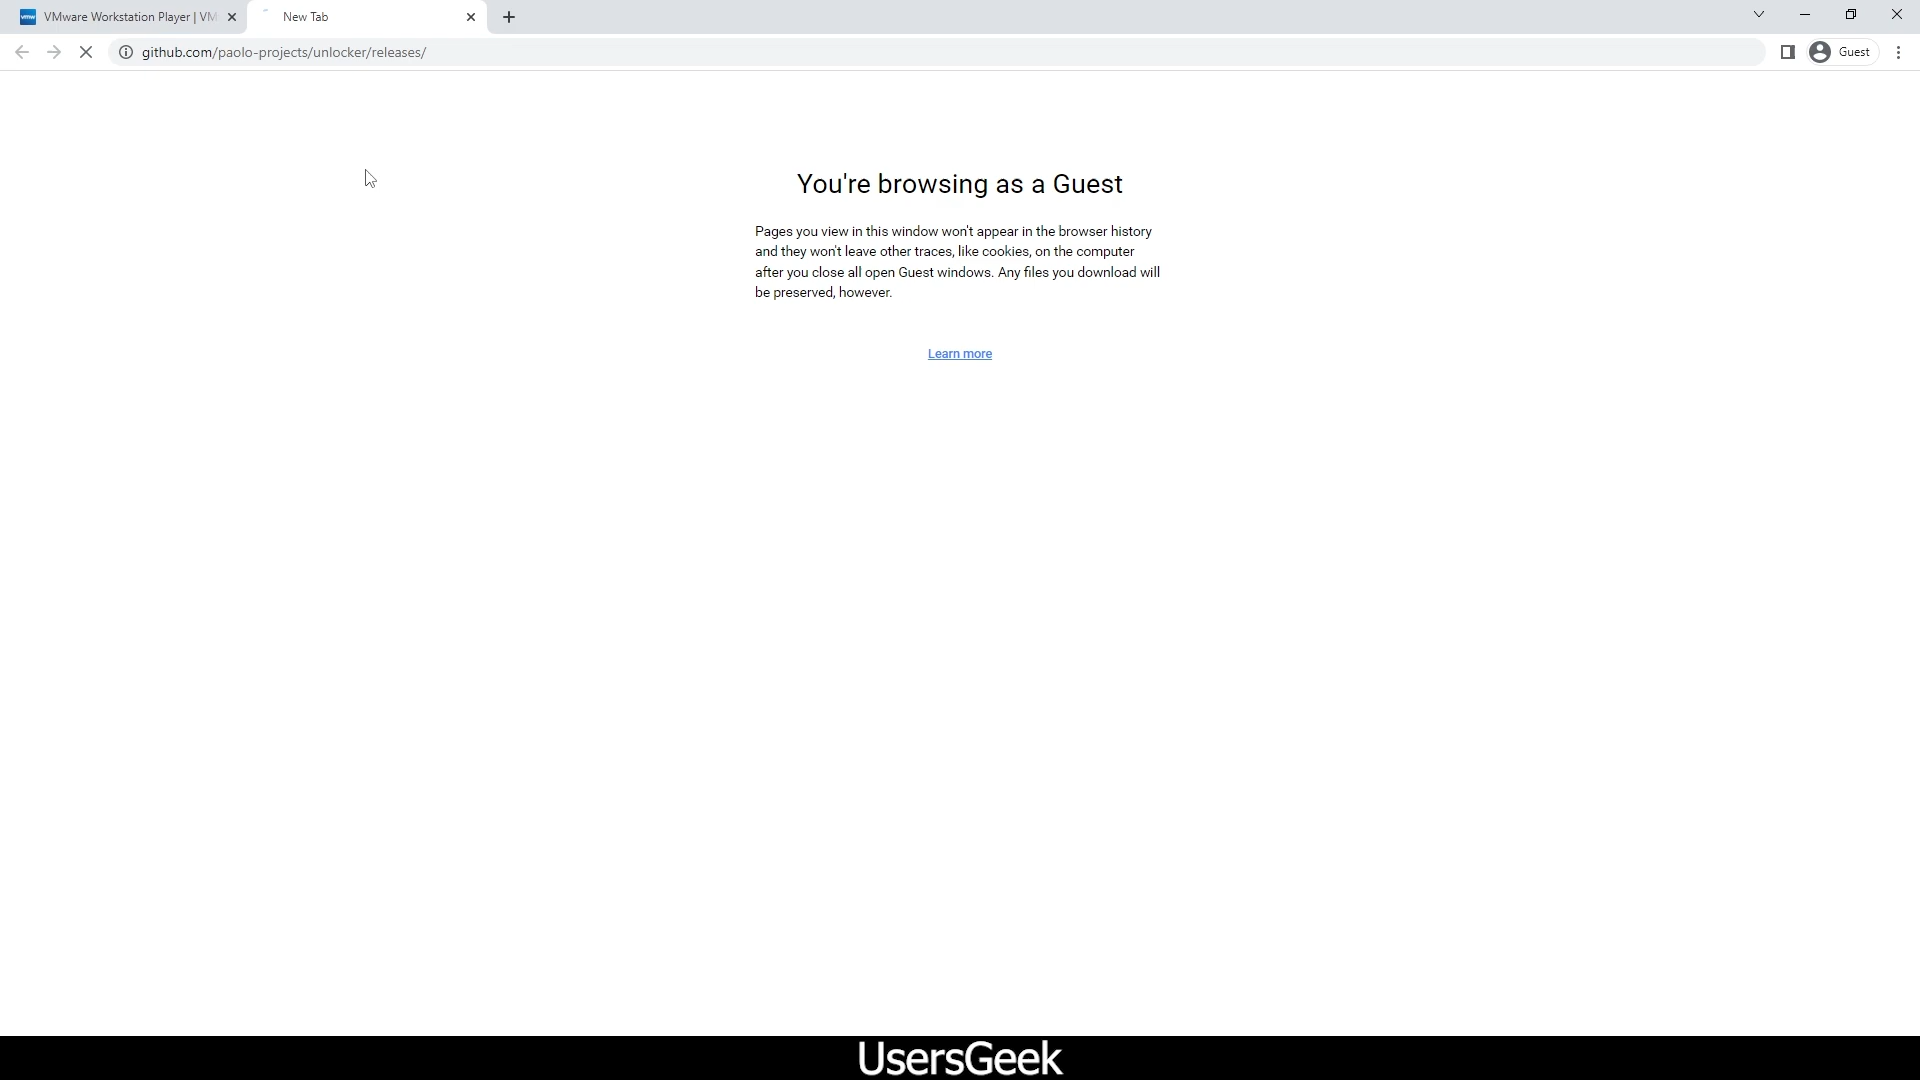 vmw VMware Workstation Player | VM
New Tab
github.com/paolo-projects/unlocker/releases/
Guest
You're browsing as a Guest
Pages you view in this window won't appear in the browser history
and they won't leave other traces, like cookies, on the computer
after you close all open Guest windows. Any files you download will
be preserved, however.
Learn more
UsersGeek